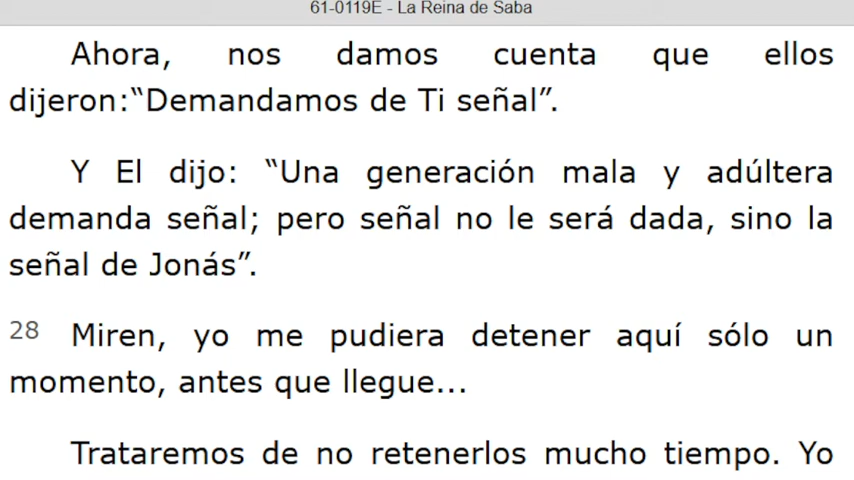 61-0119E - La Reina de Saba
Ahora, nos damos cuenta que ellos
dijeron:“Demandamos de Ti señal”.
Y El dijo: “Una generación mala y adúltera
demanda señal; pero señal no le será dada, sino la
señal de Jonás”.
28 Miren, yo me pudiera detener aquí sólo un
momento, antes que llegue...
Trataremos de no retenerlos mucho tiempo. Yo